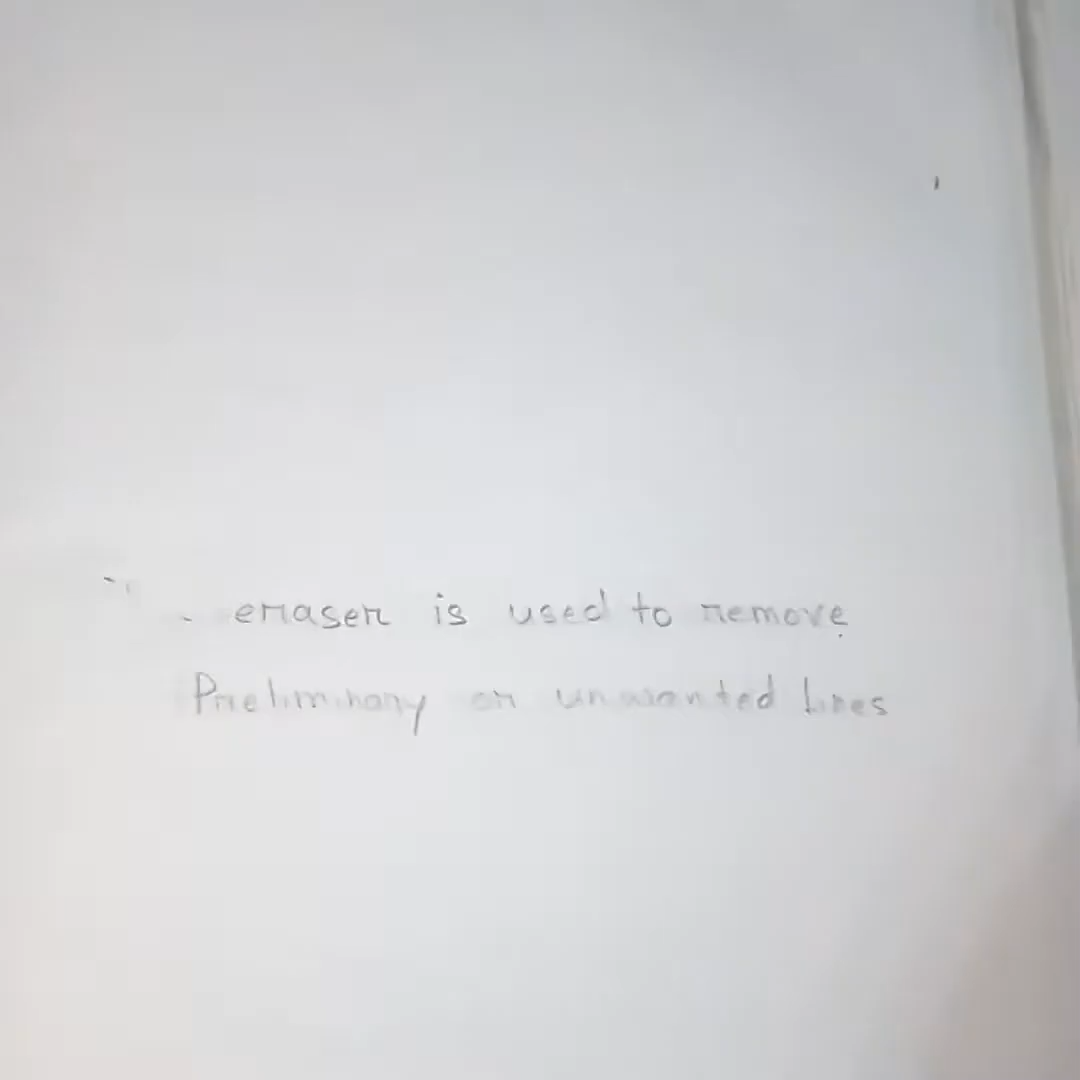 eraser is used to remove
Preliminary or unwanted lines